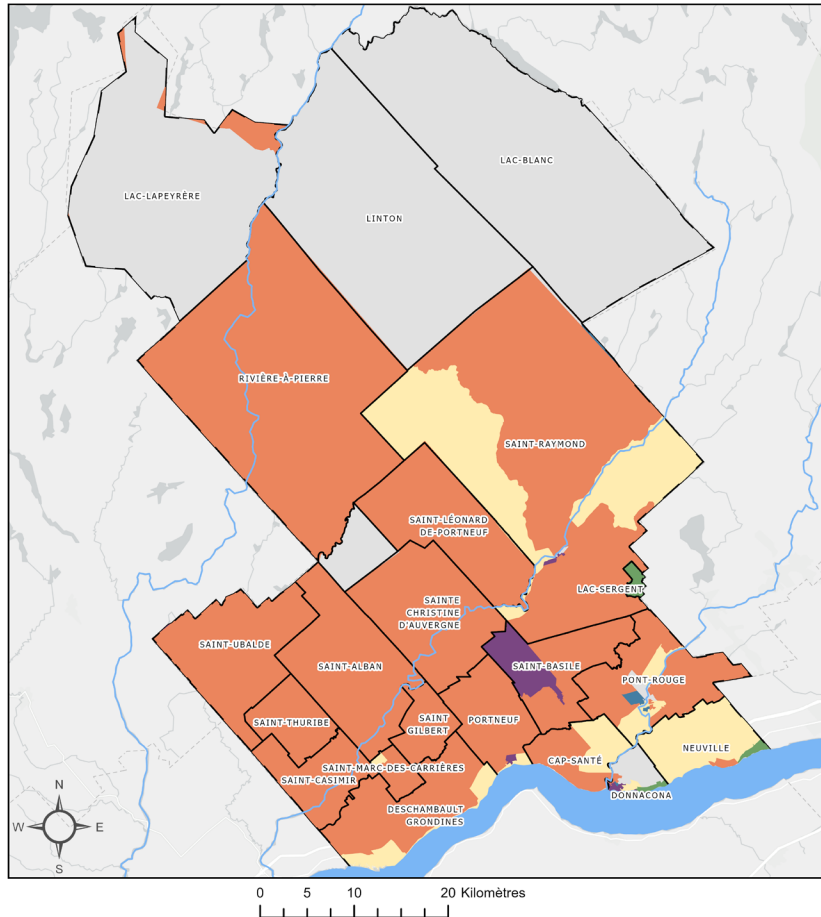 LAC-BLANC
LAC-LAPEYRÈRE
LINTON
RIVIÈRE-À-PIERRE
SAINT-RAYMOND
SAINT-LÉONARD
DE-PORTNEUF
LAC-SERGENT
SAINTE
CHRISTINE
D'AUVERGNE
SAINT-UBALDE
SAINT-ALBAN
SAINT-BASILE
PONT-ROUGE
SAINT-THURIBE
SAINT
GILBERT
PORTNEUF
NEUVILLE
CAP-SANTÉ
SAINT-MARC-DES-CARRIÈRES
SAINT-CASIMIR
DONNACONA
DESCHAMBAULT
GRONDINES
N
W
E
S
0 5 10 20 Kilomètres